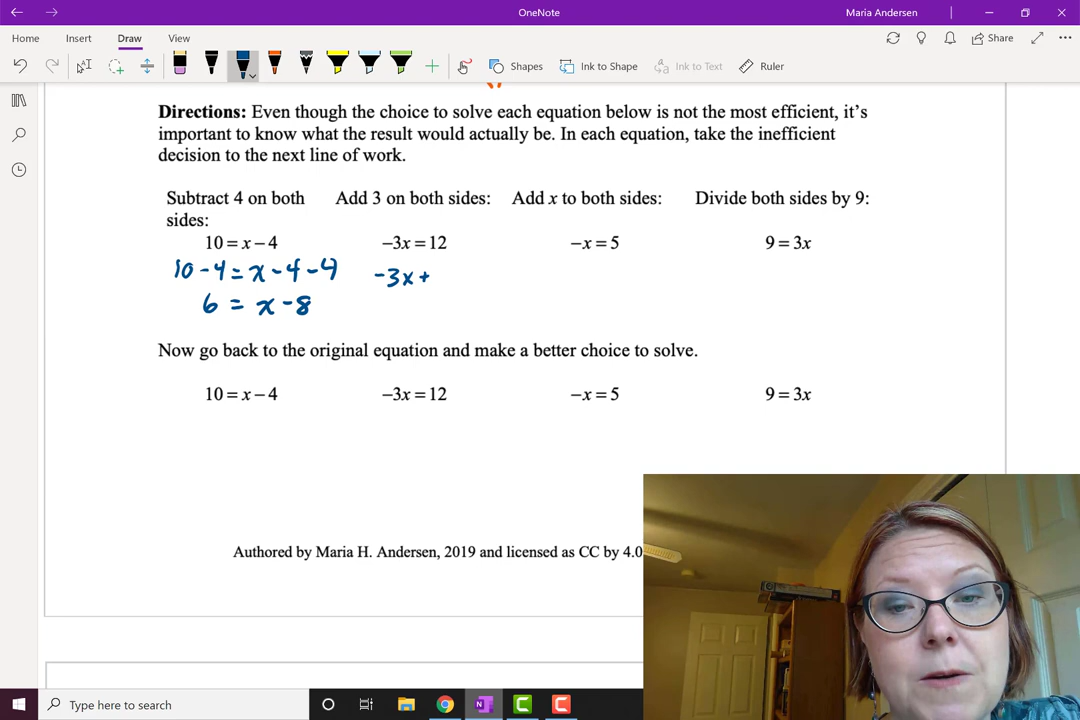 OneNote
Maria Andersen
Home Insert Draw View
Share
Shapes Ink to Shape Ink to Text Ruler
Directions: Even though the choice to solve each equation below is not the most efficient, it's
important to know what the result would actually be. In each equation, take the inefficient
decision to the next line of work.
Subtract 4 on both
sides:
10 = x − 4
10 - 4 = x - 4 - 4
6 = x - 8
Add 3 on both sides:
−3x = 12
-3x +
Add x to both sides:
−x = 5
Divide both sides by 9:
9 = 3x
Now go back to the original equation and make a better choice to solve.
10 = x − 4 −3x = 12 −x = 5 9 = 3x
Authored by Maria H. Andersen, 2019 and licensed as CC by 4.0
Type here to search